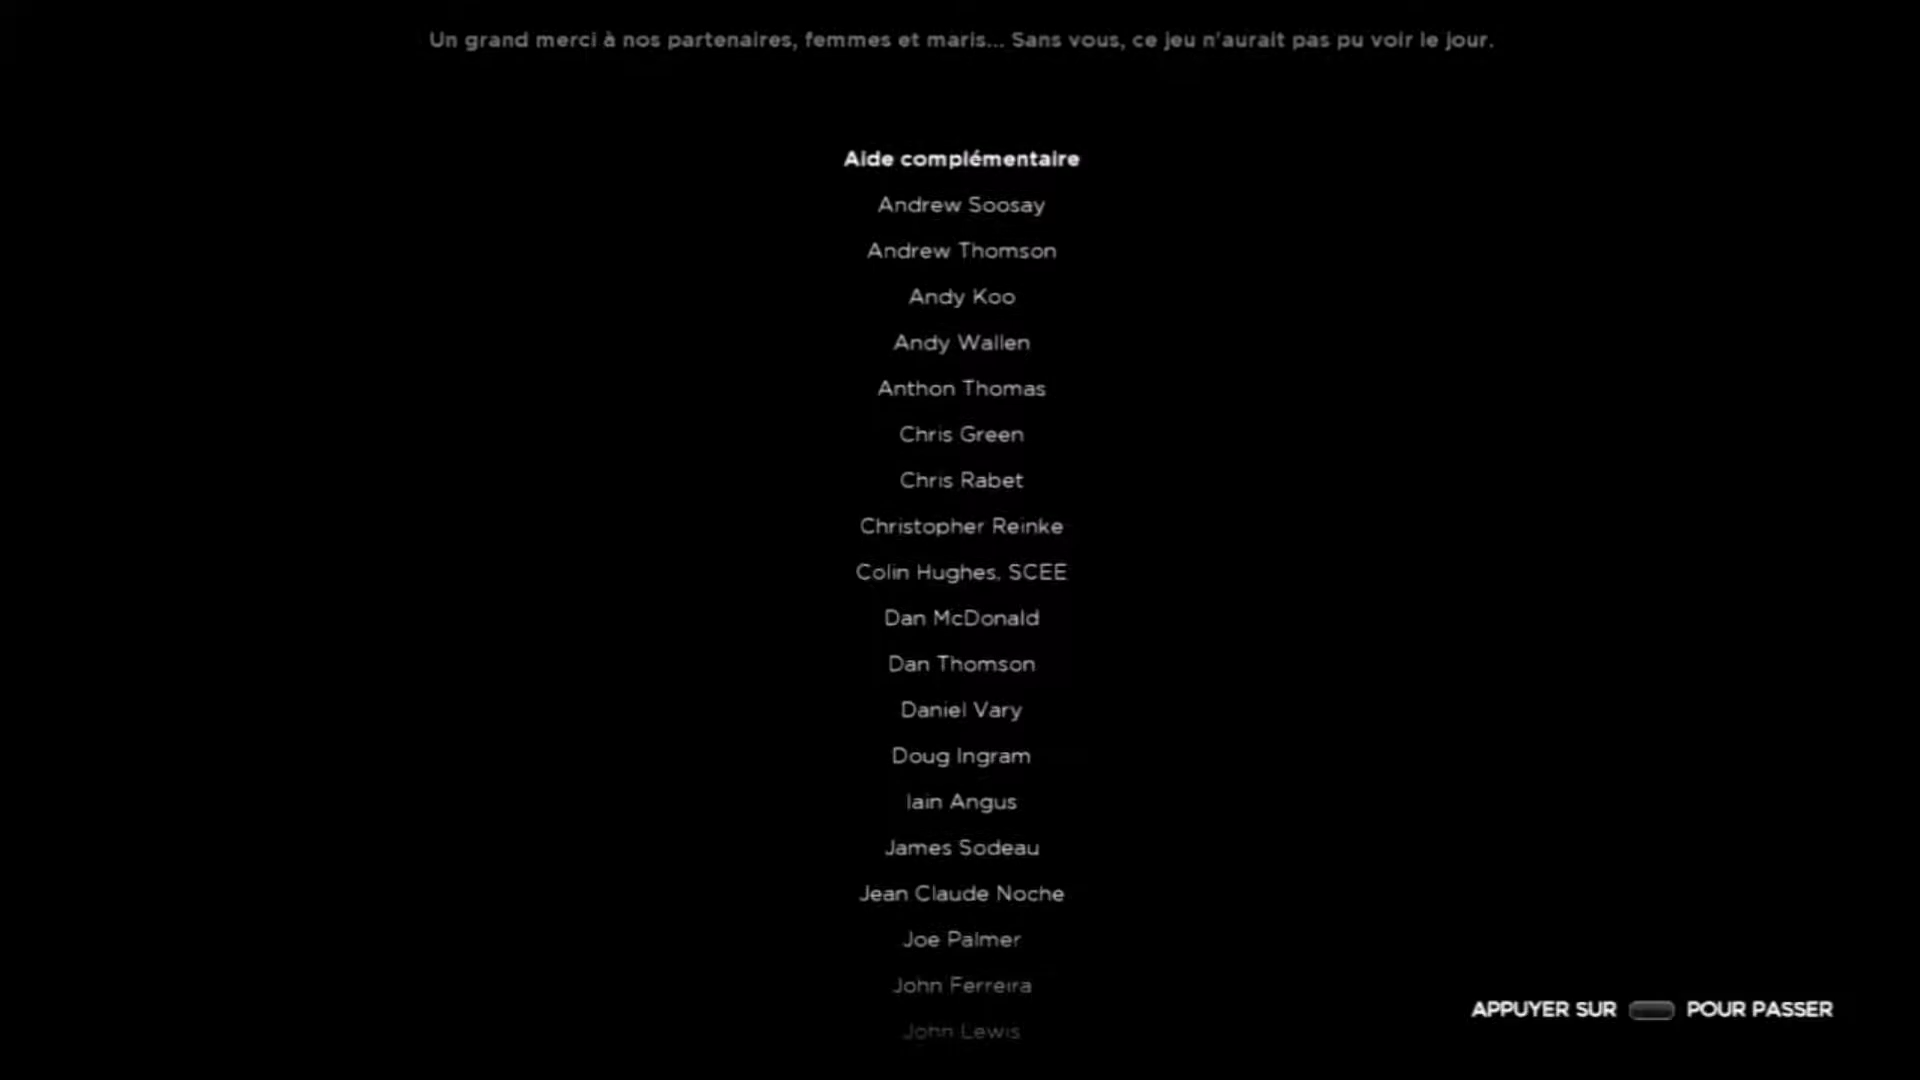 Un grand merci à nos partenaires, femmes et maris... Sans vous, ce jeu n'aurait pas pu voir le jour.
Aide complémentaire
Andrew Soosay
Andrew Thomson
Andy Koo
Andy Wallen
Anthon Thomas
Chris Green
Chris Rabet
Christopher Reinke
Colin Hughes, SCEE
Dan McDonald
Dan Thomson
Daniel Vary
Doug Ingram
Iain Angus
James Sodeau
Jean Claude Noche
Joe Palmer
John Ferreira
John Lewis
APPUYER SUR POUR PASSER